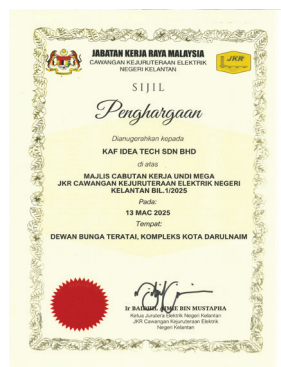 JABATAN KERJA RAYA MALAYSIA
CAWANGAN KEJURUTERAAN ELEKTRIK
NEGERI KELANTAN
JKR
SIJIL
Penghargaan
Dianugerahkan kepada
KAF IDEA TECH SDN BHD
di atas
MAJLIS CABUTAN KERJA UNDI MEGA
JKR CAWANGAN KEJURUTERAAN ELEKTRIK NEGERI
KELANTAN BIL.1/2025
Pada:
13 MAC 2025
Tempat:
DEWAN BUNGA TERATAI, KOMPLEKS KOTA DARULNAIM
Ir BIN MUSTAPHA
Ketua Jurutera Elektrik Negeri Kelantan
JKR Cawangan Kejuruteraan Elektrik
Negeri Kelantan